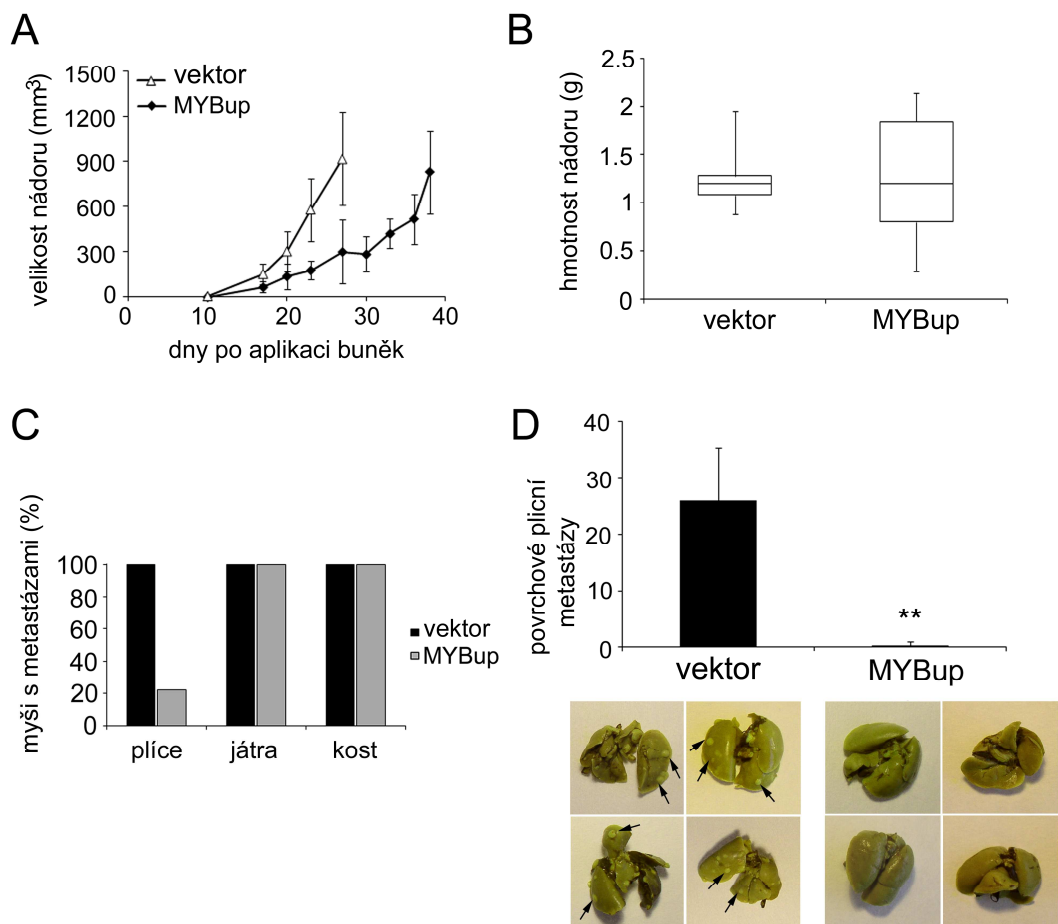 A
velikost nádoru (mm³)
1500
1200
900
600
300
0
vektor
MYBup
0 10 20 30 40
dny po aplikaci buněk
B
hmotnost nádoru (g)
2.5
2
1.5
1
0.5
0
vektor MYBup
C
myši s metastázami (%)
100
80
60
40
20
0
plíce játra kost
vektor
MYBup
D
povrchové plicní
metastázy
40
30
20
10
0
**
vektor MYBup